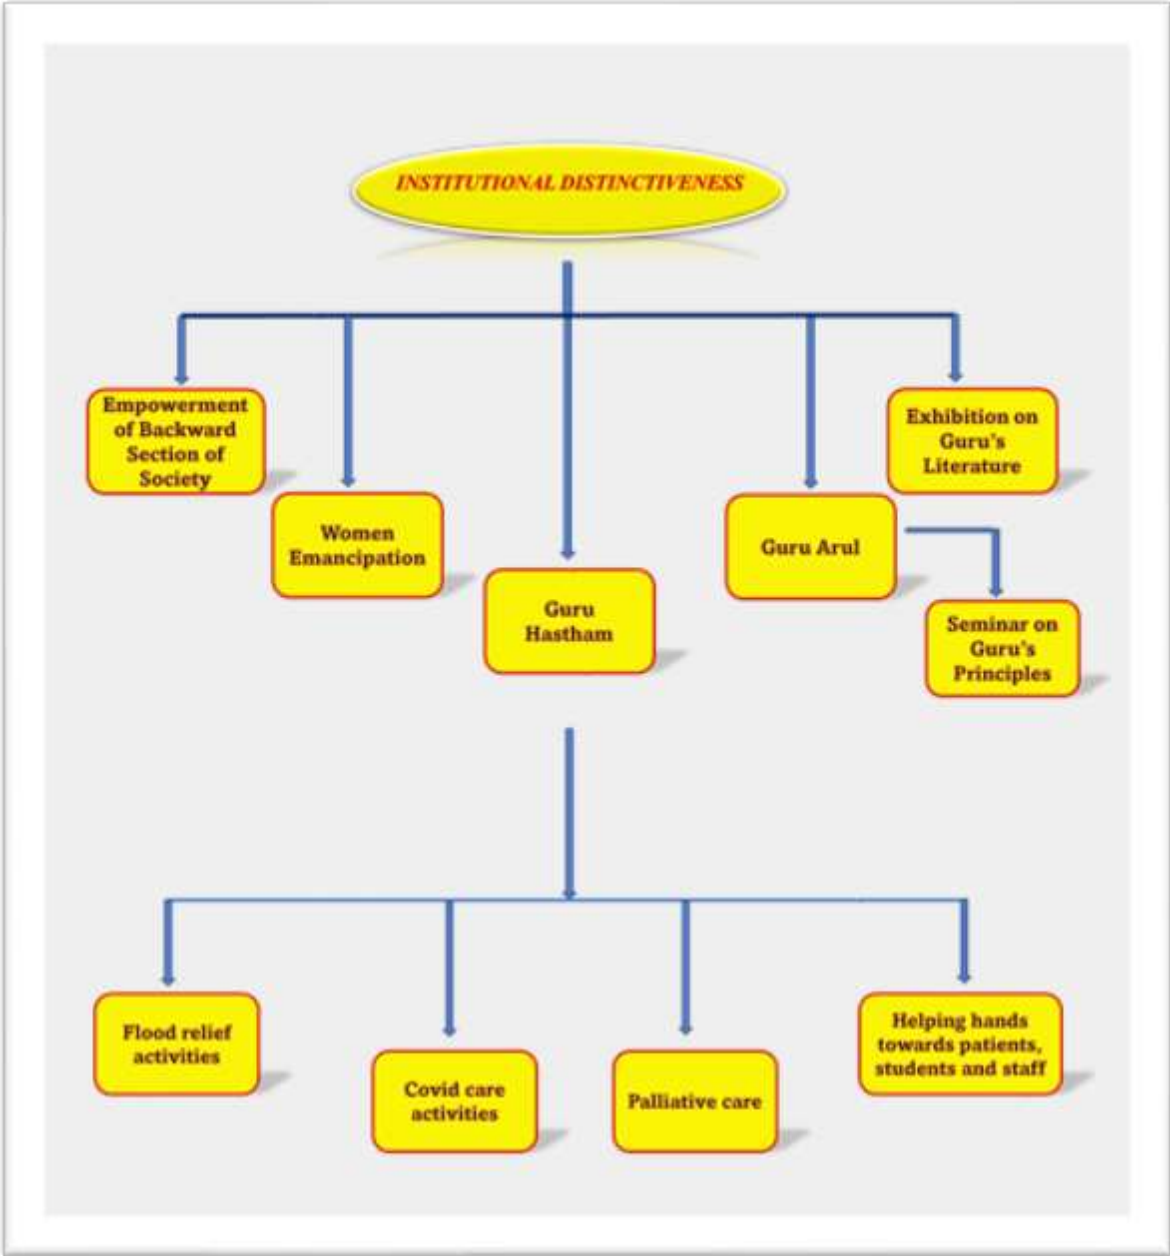 INSTITUTIONAL DISTINCTIVENESS
Empowerment
of Backward
Section of
Society
Women
Emancipation
Guru
Hastham
Guru Arul
Exhibition on
Guru's
Literature
Seminar on
Guru's
Principles
Flood relief
activities
Covid care
activities
Palliative care
Helping hands
towards patients,
students and staff